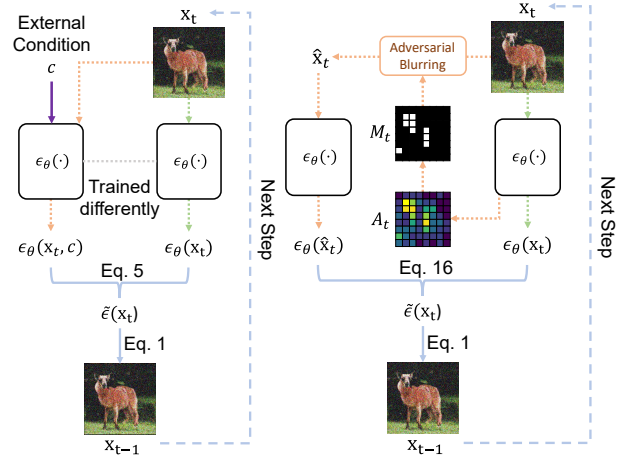 x_t
External
Condition
c
ϵ_θ(·)
ϵ_θ(·)
Trained
differently
ϵ_θ(x_t, c)
ϵ_θ(x_t)
Eq. 5
ϵ̃(x_t)
Eq. 1
x_{t−1}
Next Step
x_t
Adversarial
Blurring
x̂_t
M_t
ϵ_θ(·)
ϵ_θ(·)
A_t
ϵ_θ(x̂_t)
ϵ_θ(x_t)
Eq. 16
ϵ̃(x_t)
Eq. 1
x_{t−1}
Next Step